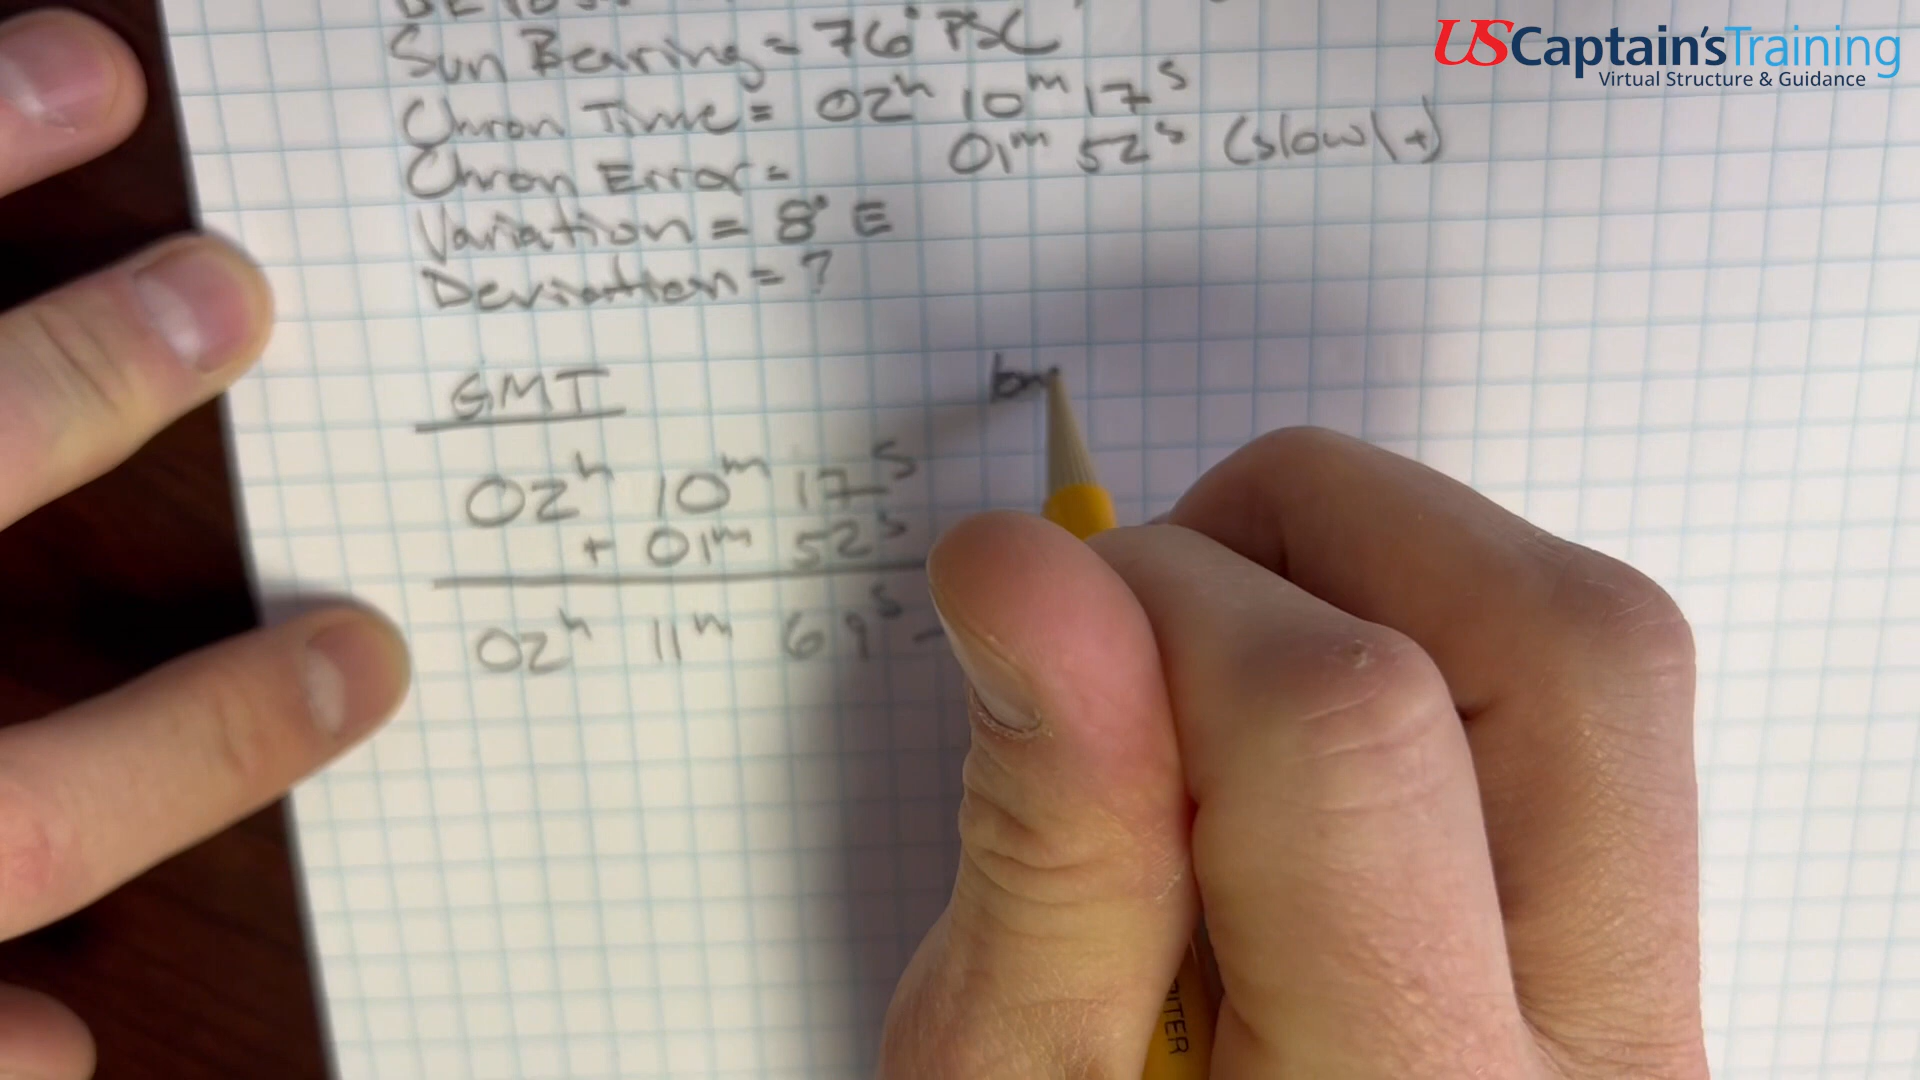 USCaptain'sTraining
Virtual Structure & Guidance
Sun Bearing = 76° PSC
Chron Time = 02h 10m 17s
Chron Error = 01m 52s (slow|+)
Variation = 8° E
Deviation = ?
GMT
02h 10m 17s
+ 01m 52s
02h 11m 69s -